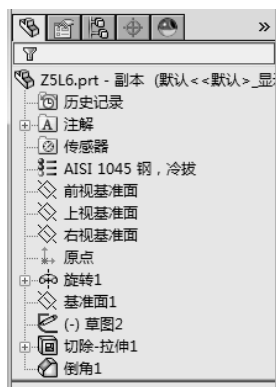 »
Z5L6.prt - 副本 (默认<<默认>_显
历史记录
A 注解
传感器
AISI 1045 钢，冷拔
前视基准面
上视基准面
右视基准面
原点
旋转1
基准面1
(-) 草图2
切除-拉伸1
倒角1